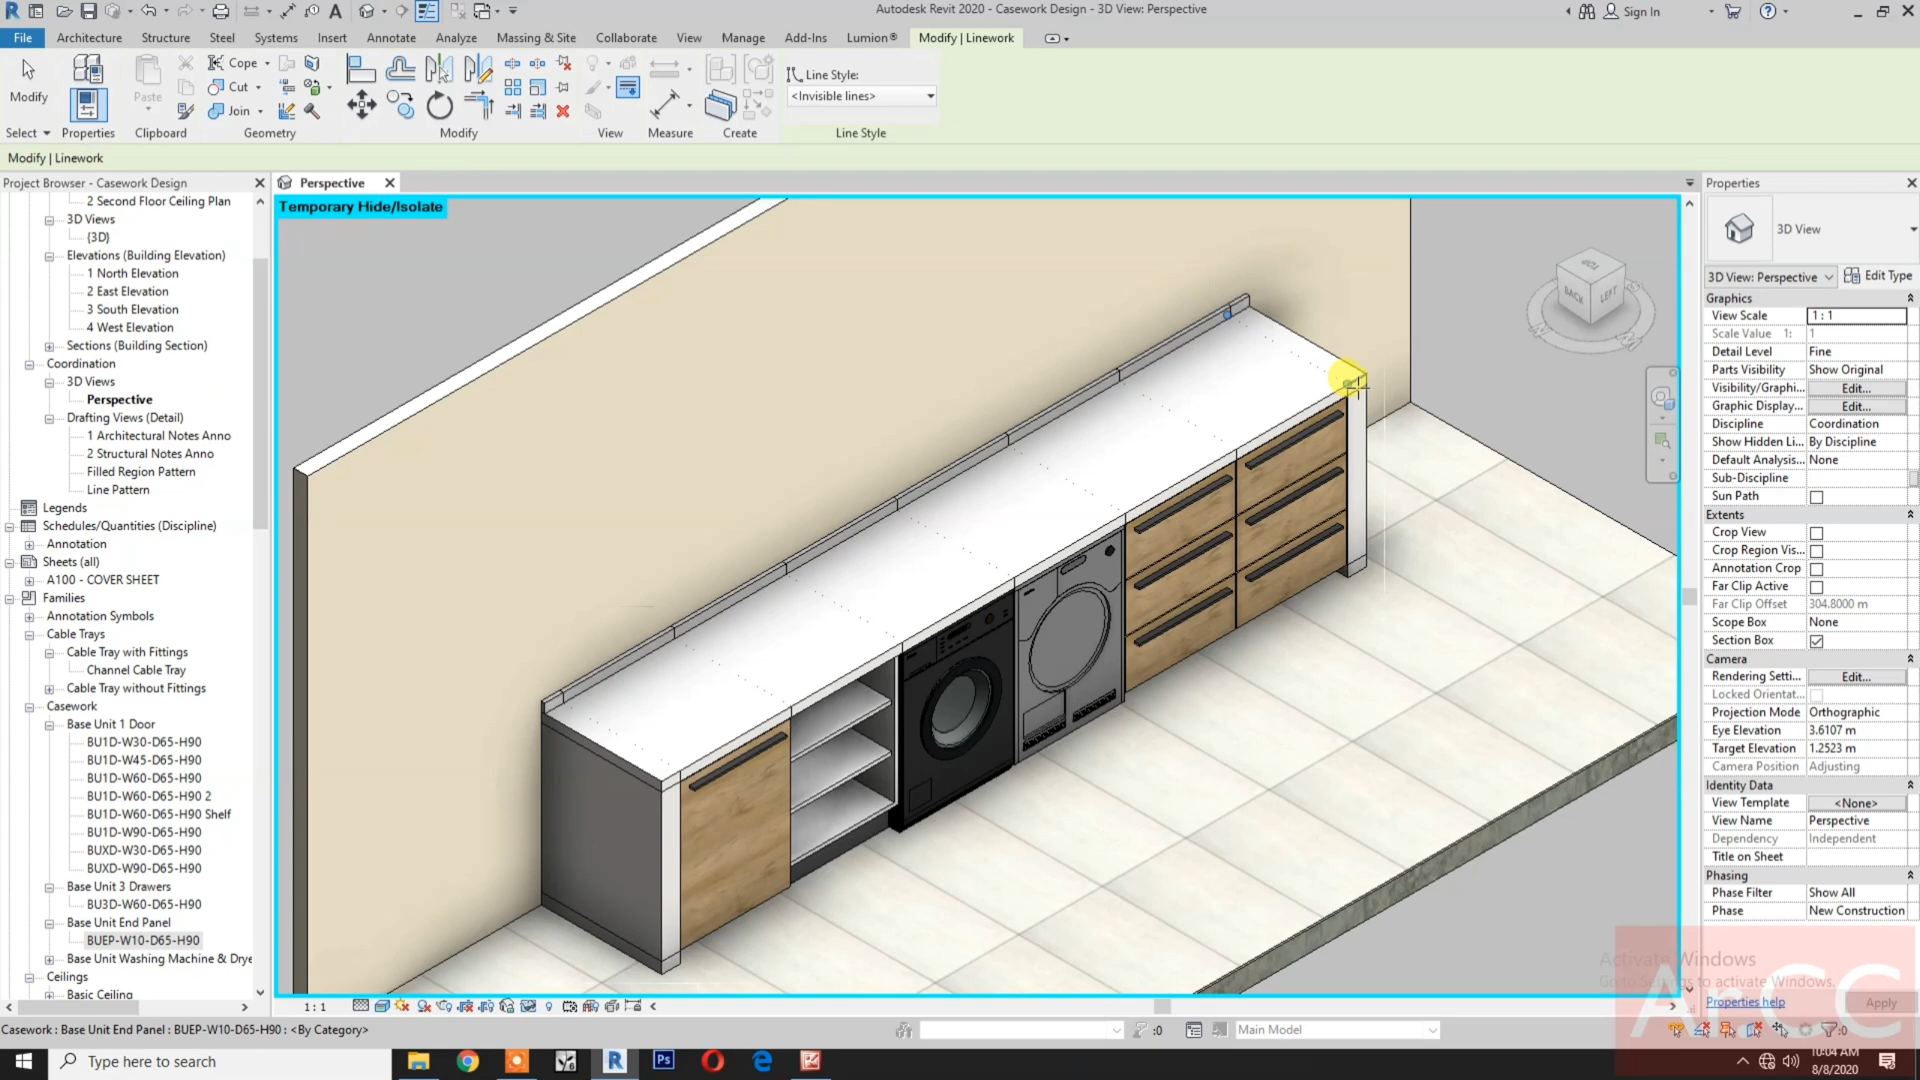 Autodesk Revit 2020 - Casework Design - 3D View: Perspective
Sign In
File
Architecture
Structure
Steel
Systems
Insert
Annotate
Analyze
Massing & Site
Collaborate
View
Manage
Add-Ins
Lumion®
Modify | Linework
Cope
Cut
Join
Modify
Paste
Line Style:
<Invisible lines>
Select
Properties
Clipboard
Geometry
Modify
View
Measure
Create
Line Style
Modify | Linework
Project Browser - Casework Design
2 Second Floor Ceiling Plan
3D Views
{3D}
Elevations (Building Elevation)
1 North Elevation
2 East Elevation
3 South Elevation
4 West Elevation
Sections (Building Section)
Coordination
3D Views
Perspective
Drafting Views (Detail)
1 Architectural Notes Anno
2 Structural Notes Anno
Filled Region Pattern
Line Pattern
Legends
Schedules/Quantities (Discipline)
Annotation
Sheets (all)
A100 - COVER SHEET
Families
Annotation Symbols
Cable Trays
Cable Tray with Fittings
Channel Cable Tray
Cable Tray without Fittings
Casework
Base Unit 1 Door
BU1D-W30-D65-H90
BU1D-W45-D65-H90
BU1D-W60-D65-H90
BU1D-W60-D65-H90 2
BU1D-W60-D65-H90 Shelf
BU1D-W90-D65-H90
BUXD-W30-D65-H90
BUXD-W90-D65-H90
Base Unit 3 Drawers
BU3D-W60-D65-H90
Base Unit End Panel
BUEP-W10-D65-H90
Base Unit Washing Machine & Drye
Ceilings
Basic Ceiling
Perspective
Temporary Hide/Isolate
TOP
BACK
LEFT
Properties
3D View
3D View: Perspective
Edit Type
Graphics
View Scale 1 : 1
Scale Value 1: 1
Detail Level Fine
Parts Visibility Show Original
Visibility/Graphi... Edit...
Graphic Display... Edit...
Discipline Coordination
Show Hidden Li... By Discipline
Default Analysis... None
Sub-Discipline
Sun Path
Extents
Crop View
Crop Region Vis...
Annotation Crop
Far Clip Active
Far Clip Offset 304.8000 m
Scope Box None
Section Box
Camera
Rendering Setti... Edit...
Locked Orientat...
Projection Mode Orthographic
Eye Elevation 3.6107 m
Target Elevation 1.2523 m
Camera Position Adjusting
Identity Data
View Template <None>
View Name Perspective
Dependency Independent
Title on Sheet
Phasing
Phase Filter Show All
Phase New Construction
Activate Windows
Go to Settings to activate Windows.
Properties help
Apply
ArCC
1 : 1
Casework : Base Unit End Panel : BUEP-W10-D65-H90 : <By Category>
:0
Main Model
:0
Type here to search
Ps
10:04 AM
8/8/2020